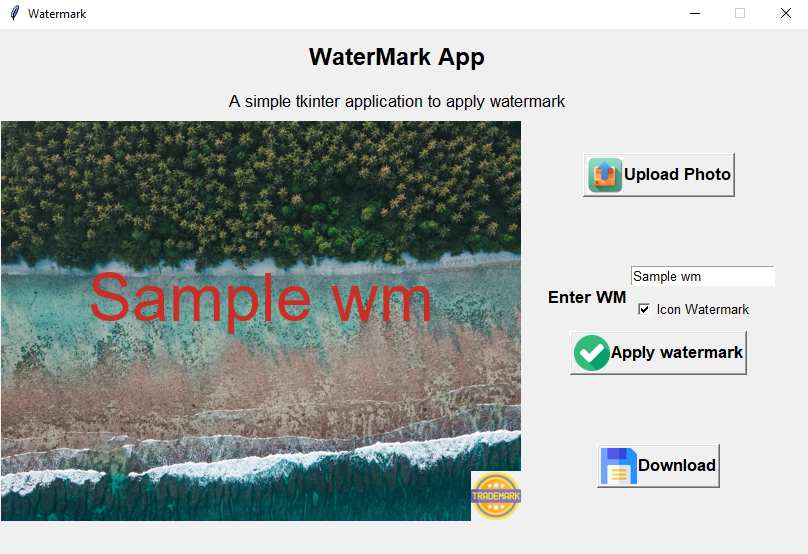 Watermark
WaterMark App
A simple tkinter application to apply watermark
Upload Photo
Sample wm
Sample wm
Enter WM
Icon Watermark
Apply watermark
Download
TRADEMARK